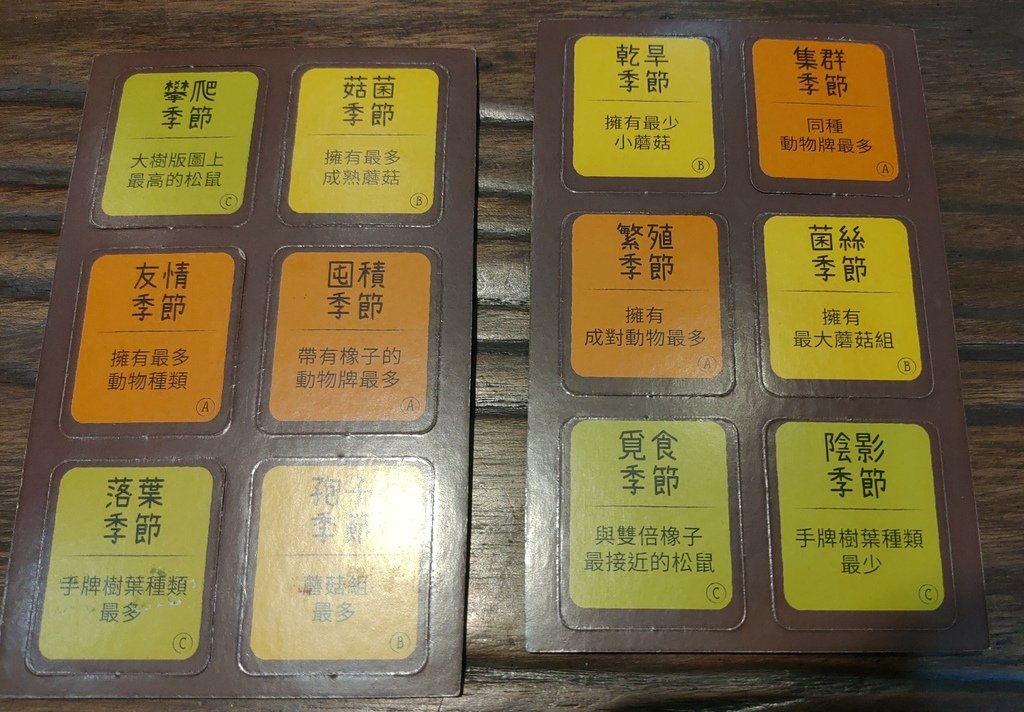 攀爬
季節
大樹版圖上
最高的松鼠
C
菇菌
季節
擁有最多
成熟蘑菇
B
友情
季節
擁有最多
動物種類
A
囤積
季節
帶有橡子的
動物牌最多
A
落葉
季節
手牌樹葉種類
最多
C
孢子
季節
蘑菇組
最多
B
乾旱
季節
擁有最少
小蘑菇
B
集群
季節
同種
動物牌最多
A
繁殖
季節
擁有
成對動物最多
A
菌絲
季節
擁有
最大蘑菇組
B
覓食
季節
與雙倍橡子
最接近的松鼠
C
陰影
季節
手牌樹葉種類
最少
C